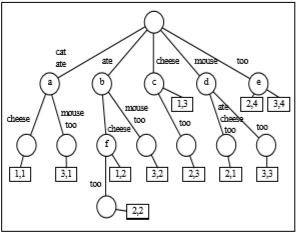 cat
ate
ate
cheese
mouse
too
a
b
c
d
e
1,3
2,4
3,4
cheese
mouse
too
mouse
too
cheese
too
ate
cheese
too
too
f
1,1
3,1
1,2
3,2
2,3
2,1
3,3
too
2,2